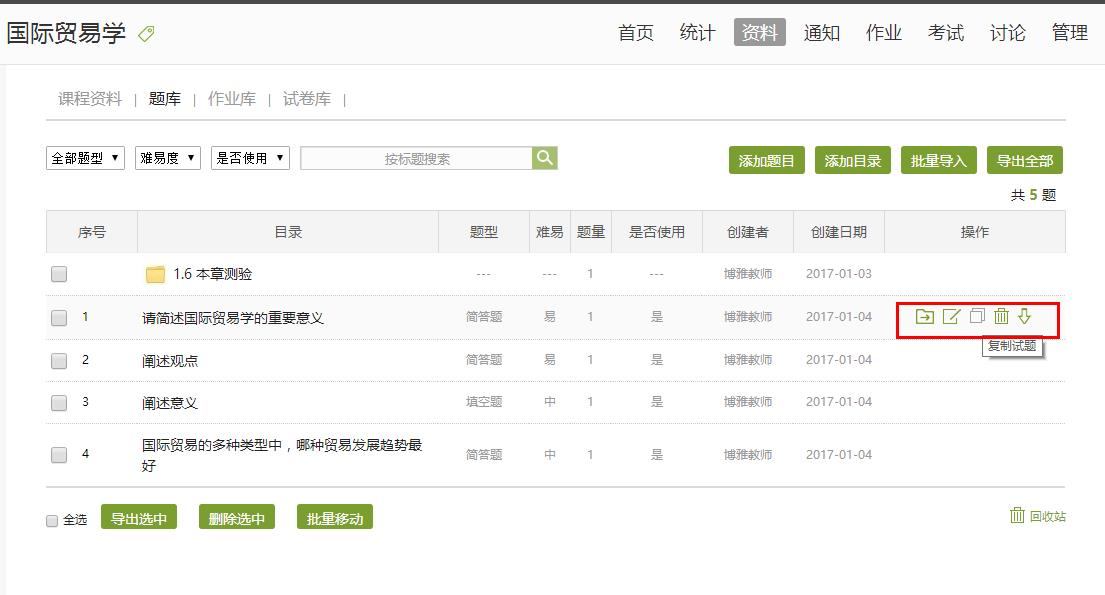 国际贸易学
首页 统计 资料 通知 作业 考试 讨论 管理
课程资料 | 题库 | 作业库 | 试卷库 |
全部题型 难易度 是否使用 按标题搜索 添加题目 添加目录 批量导入 导出全部
共 5 题
序号 目录 题型 难易 题量 是否使用 创建者 创建日期 操作
1.6 本章测验 --- --- 1 --- 博雅教师 2017-01-03
1 请简述国际贸易学的重要意义 简答题 易 1 是 博雅教师 2017-01-04
复制试题
2 阐述观点 简答题 易 1 是 博雅教师 2017-01-04
3 阐述意义 填空题 中 1 是 博雅教师 2017-01-04
4 国际贸易的多种类型中，哪种贸易发展趋势最
好 简答题 中 1 是 博雅教师 2017-01-04
全选 导出选中 删除选中 批量移动 回收站